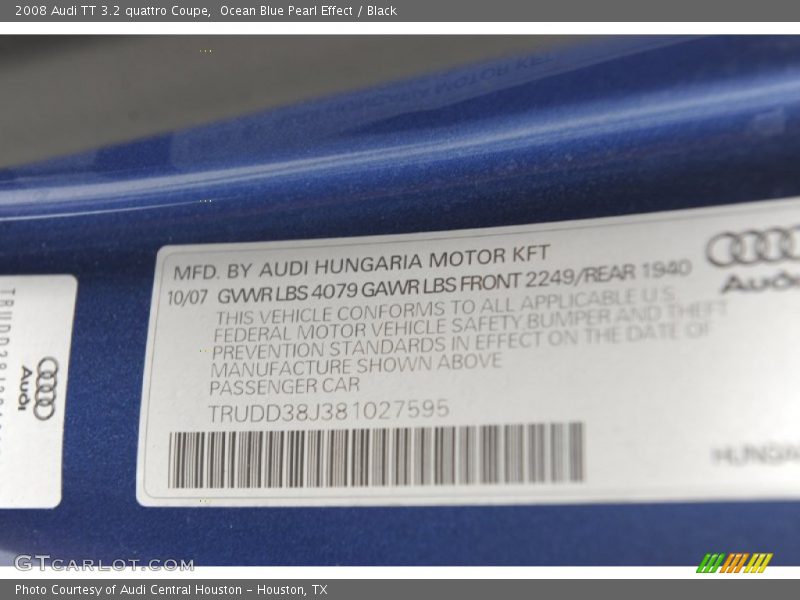 2008 Audi TT 3.2 quattro Coupe,  Ocean Blue Pearl Effect / Black
MFD. BY AUDI HUNGARIA MOTOR KFT
10/07 GVWR LBS 4079 GAWR LBS FRONT 2249/REAR 1940
THIS VEHICLE CONFORMS TO ALL APPLICABLE U.S.
FEDERAL MOTOR VEHICLE SAFETY, BUMPER AND THEFT
PREVENTION STANDARDS IN EFFECT ON THE DATE OF
MANUFACTURE SHOWN ABOVE
PASSENGER CAR
TRUDD38J381027595
Audi
Audi
GTCARLOT.COM
Photo Courtesy of Audi Central Houston - Houston, TX